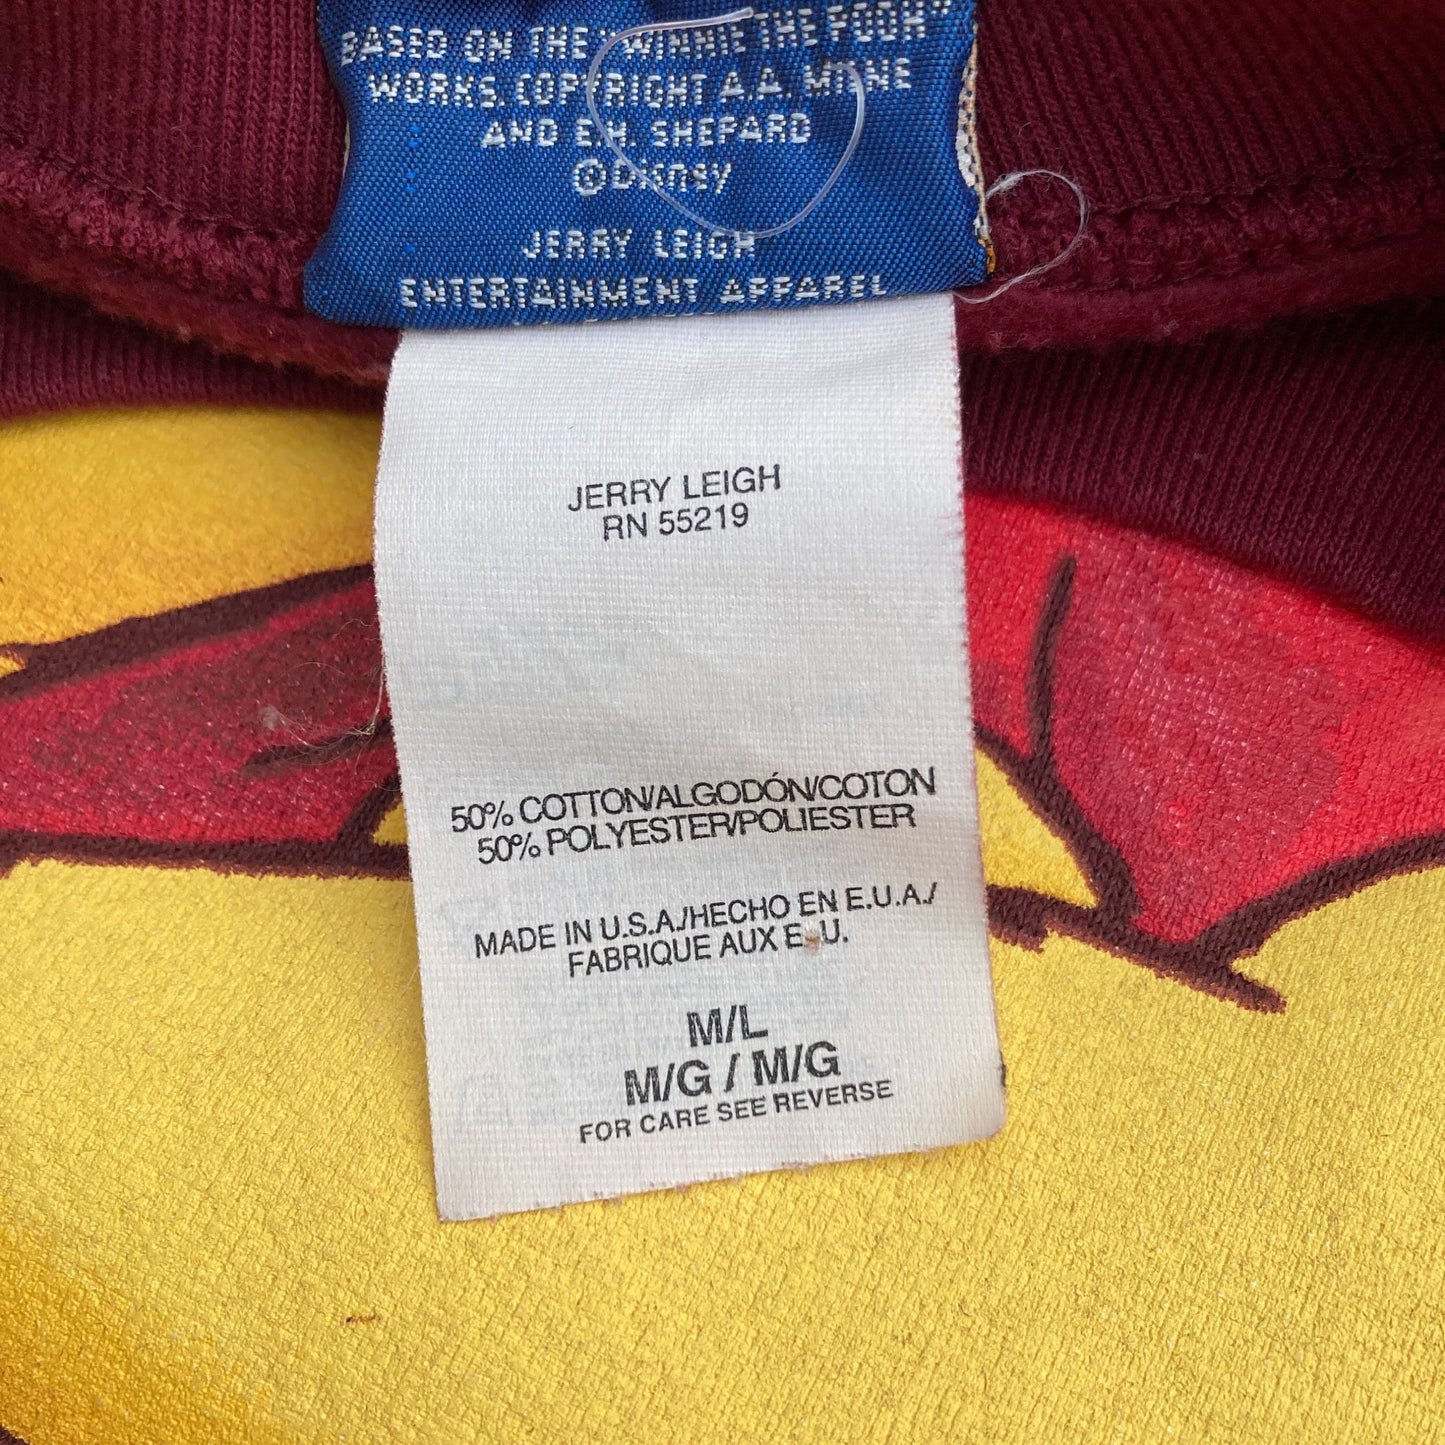 BASED ON THE "WINNIE THE POOH"
WORKS, COPYRIGHT A.A. MILNE
AND E.H. SHEPARD
©Disney
JERRY LEIGH
ENTERTAINMENT APPAREL
JERRY LEIGH
RN 55219
50% COTTON/ALGODÓN/COTON
50% POLYESTER/POLIESTER
MADE IN U.S.A./HECHO EN E.U.A./
FABRIQUE AUX E. U.
M/L
M/G / M/G
FOR CARE SEE REVERSE